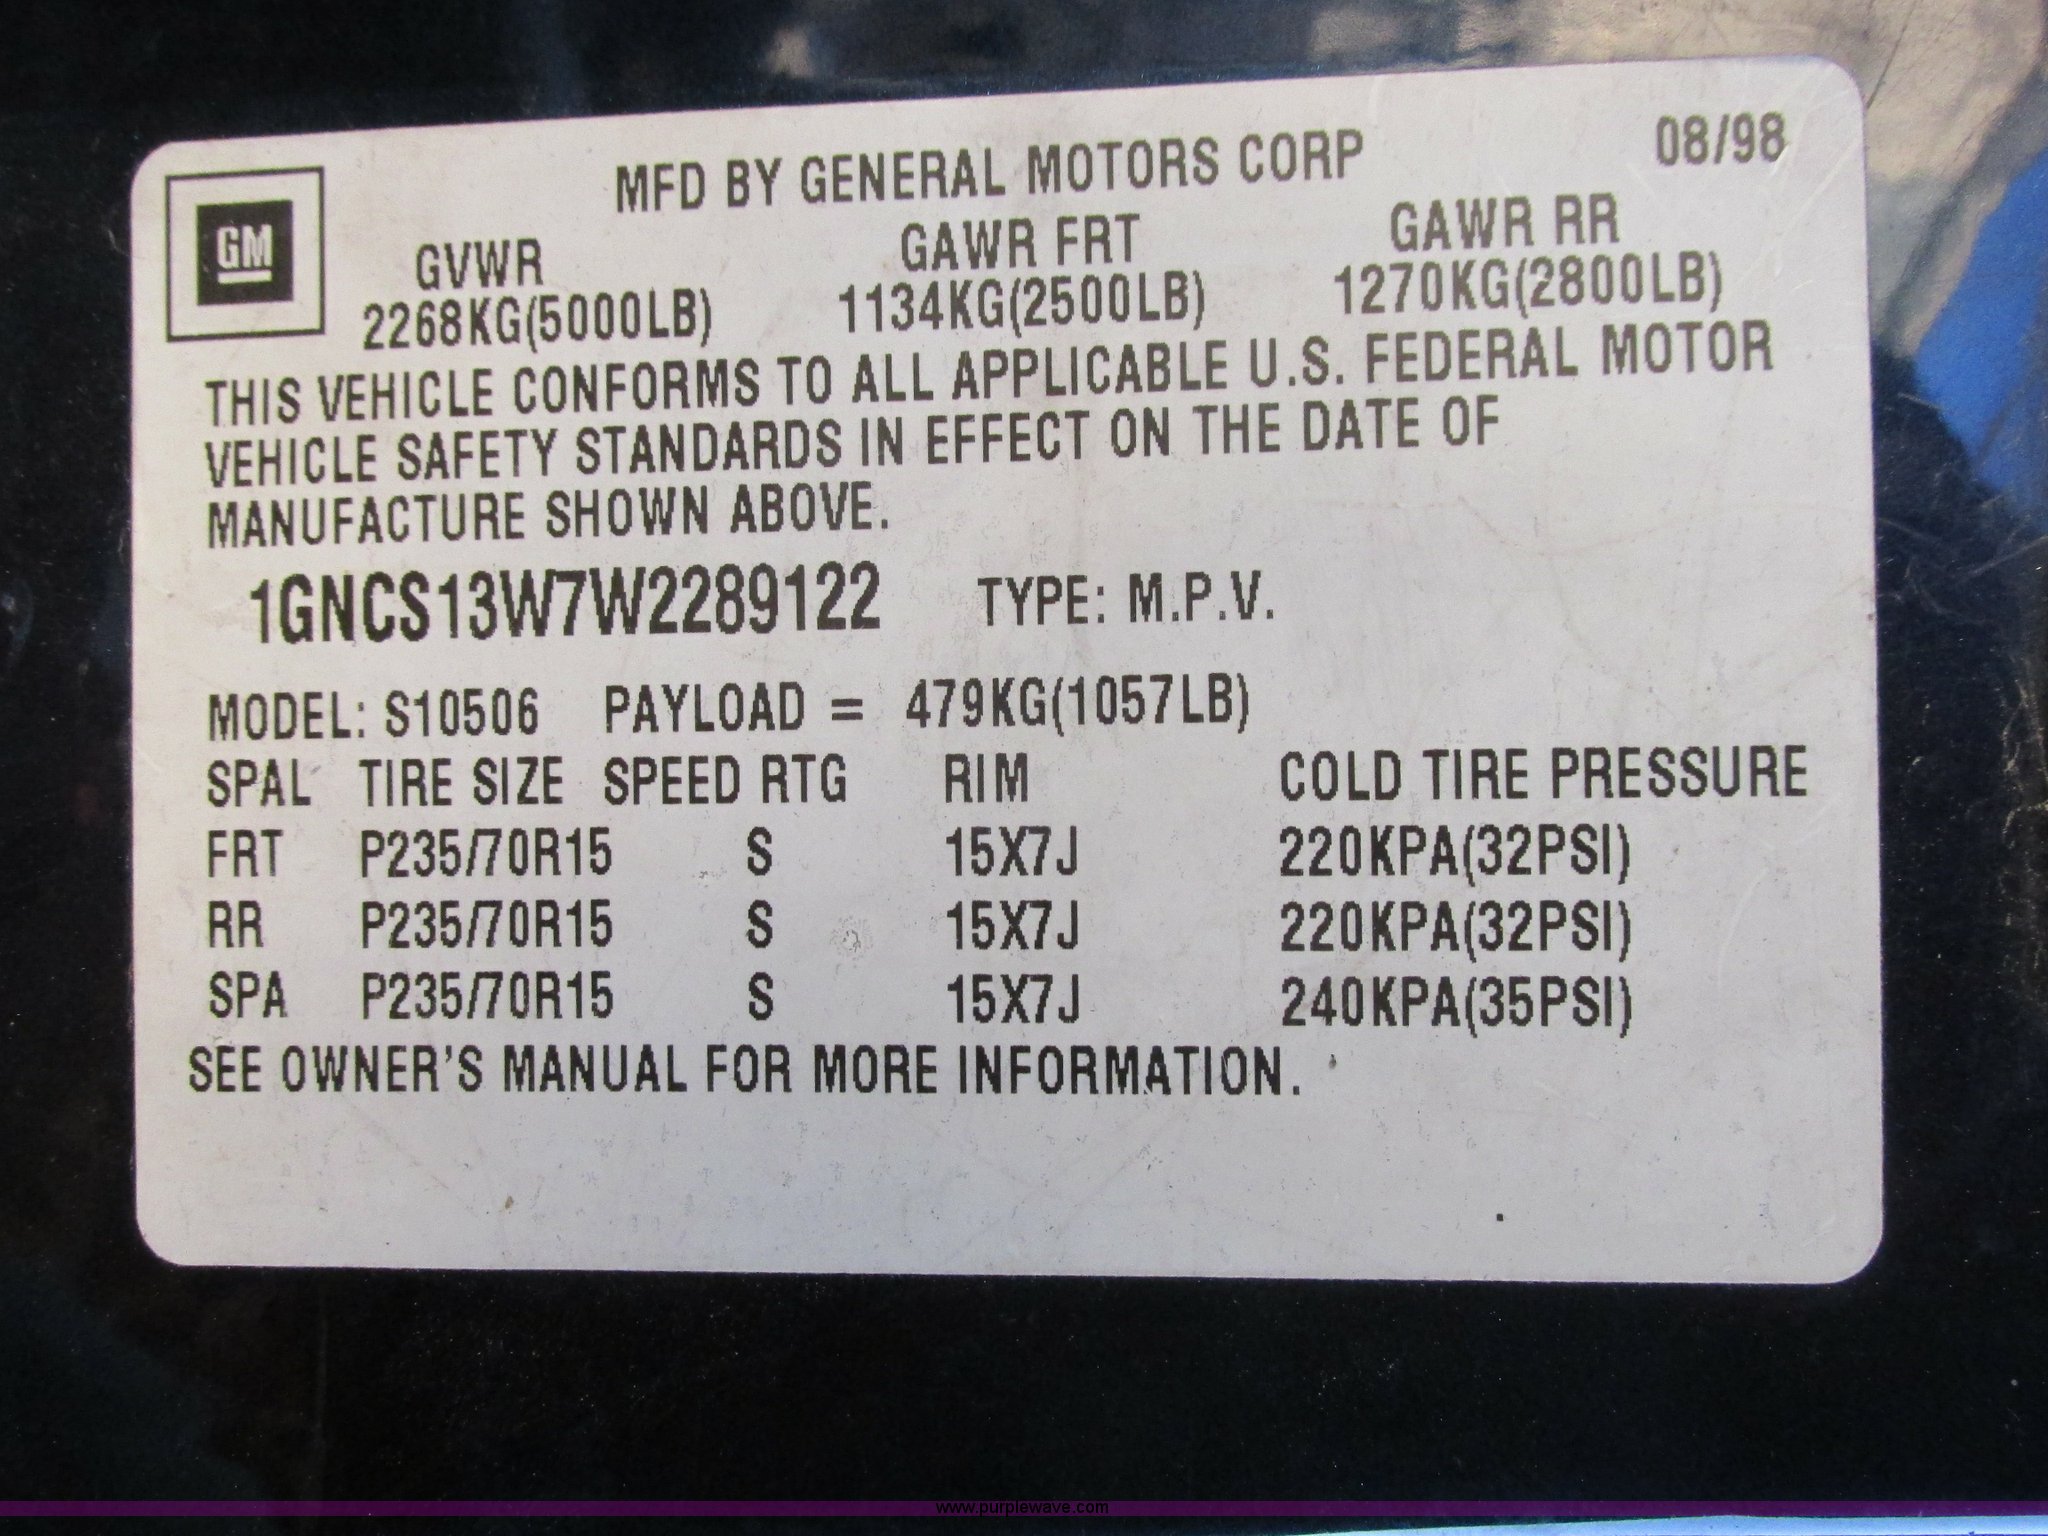 MFD BY GENERAL MOTORS CORP 08/98
GM
GVWR GAWR FRT GAWR RR
2268KG(5000LB) 1134KG(2500LB) 1270KG(2800LB)
THIS VEHICLE CONFORMS TO ALL APPLICABLE U.S. FEDERAL MOTOR
VEHICLE SAFETY STANDARDS IN EFFECT ON THE DATE OF
MANUFACTURE SHOWN ABOVE.
1GNCS13W7W2289122 TYPE: M.P.V.
MODEL: S10506 PAYLOAD = 479KG(1057LB)
SPAL TIRE SIZE SPEED RTG RIM COLD TIRE PRESSURE
FRT P235/70R15 S 15X7J 220KPA(32PSI)
RR P235/70R15 S 15X7J 220KPA(32PSI)
SPA P235/70R15 S 15X7J 240KPA(35PSI)
SEE OWNER'S MANUAL FOR MORE INFORMATION.
www.purplewave.com